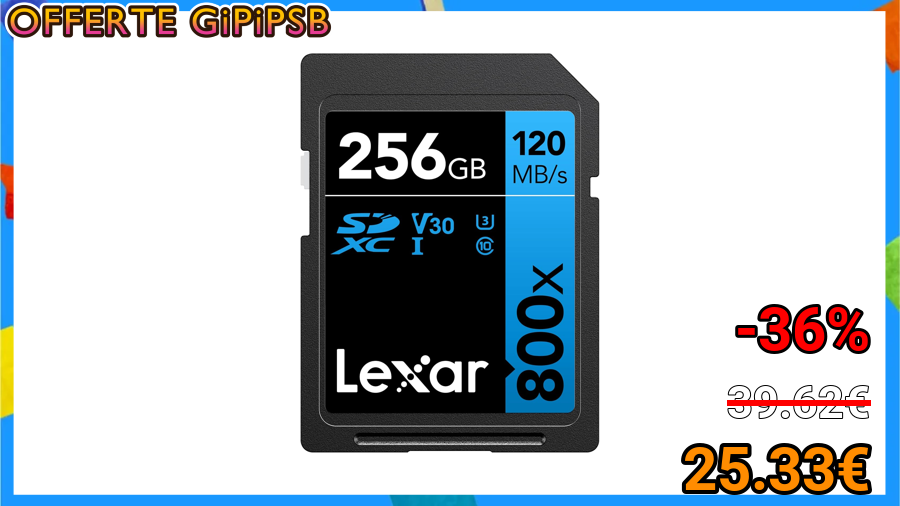 OFFERTE GiPiPSB
256GB
120
MB/s
SD
XC
V30
I
3
10
800x
Lexar
-36%
39.62€
25.33€